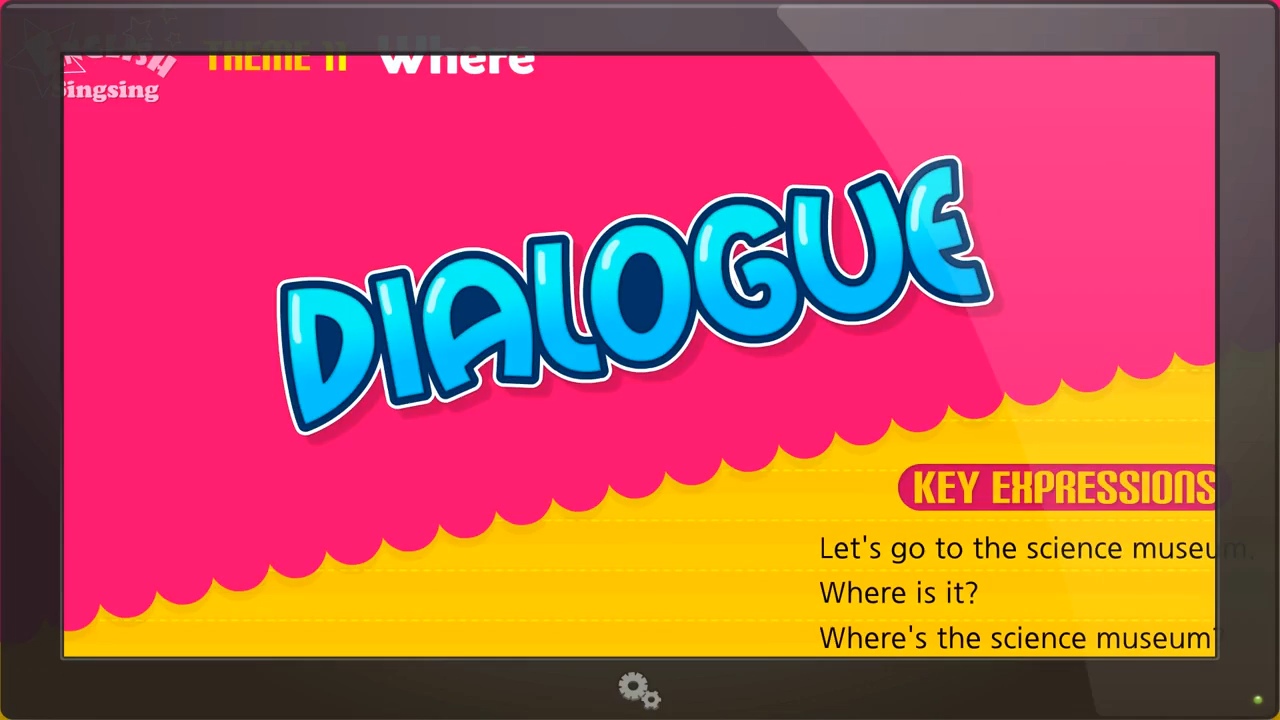 ENGLISH
Singsing
THEME 11 Where
DIALOGUE
KEY EXPRESSIONS
Let's go to the science museum.
Where is it?
Where's the science museum?